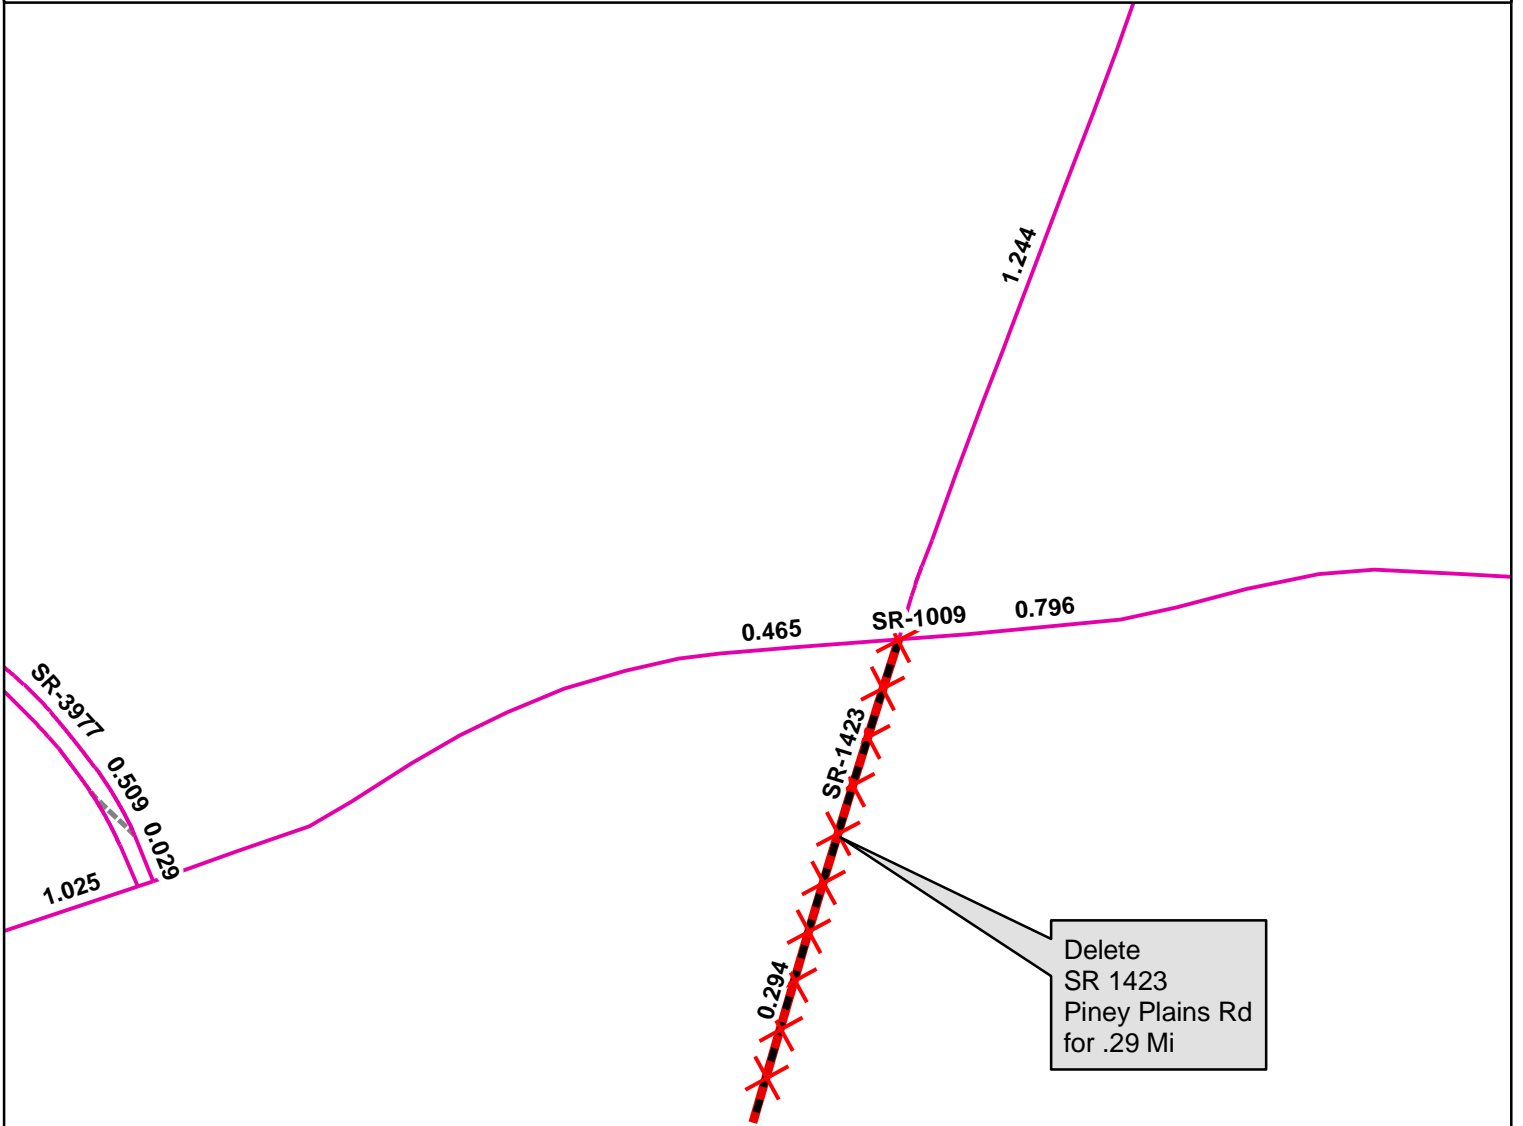 1.244
SR-1009
0.796
0.465
SR-3977
SR-1423
0.509
0.029
1.025
0.294
Delete
SR 1423
Piney Plains Rd
for .29 Mi